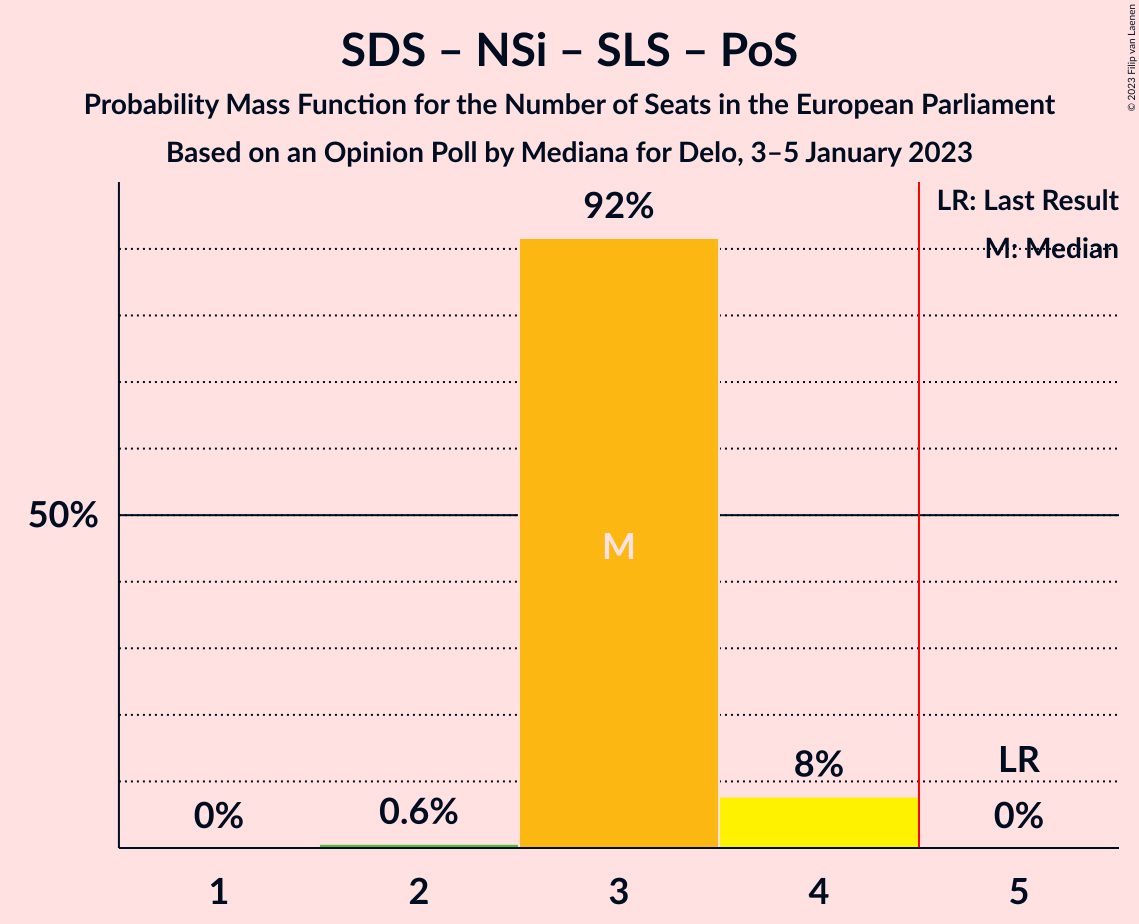 SDS – NSi – SLS – PoS
Probability Mass Function for the Number of Seats in the European Parliament
Based on an Opinion Poll by Mediana for Delo, 3–5 January 2023
© 2023 Filip van Laenen
LR: Last Result
M: Median
92%
50%
M
8%
LR
0%
0.6%
0%
1
2
3
4
5